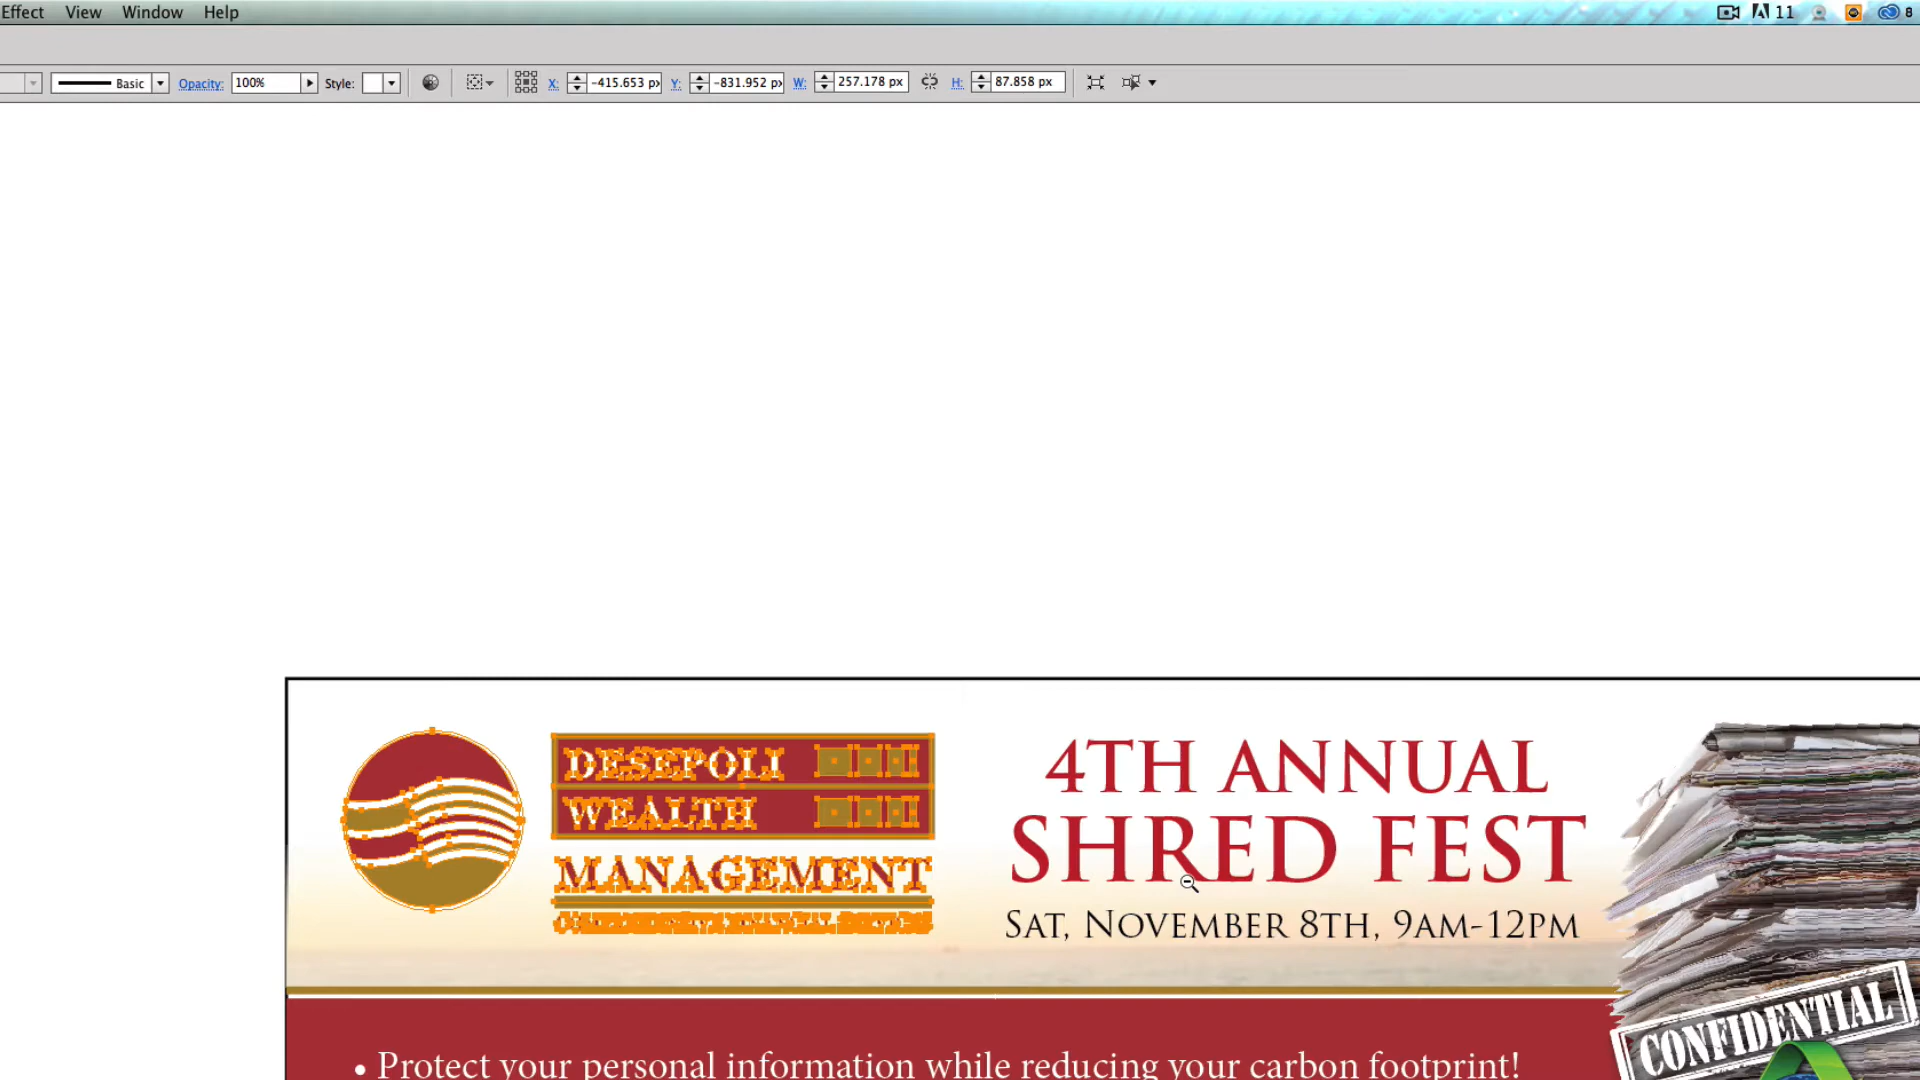 Effect View Window Help 11 8
Basic Opacity: 100% Style: X: -415.653 px Y: -831.952 px W: 257.178 px H: 87.858 px
DESEPOLI
WEALTH
MANAGEMENT
4TH ANNUAL
SHRED FEST
SAT, NOVEMBER 8TH, 9AM-12PM
CONFIDENTIAL
• Protect your personal information while reducing your carbon footprint!